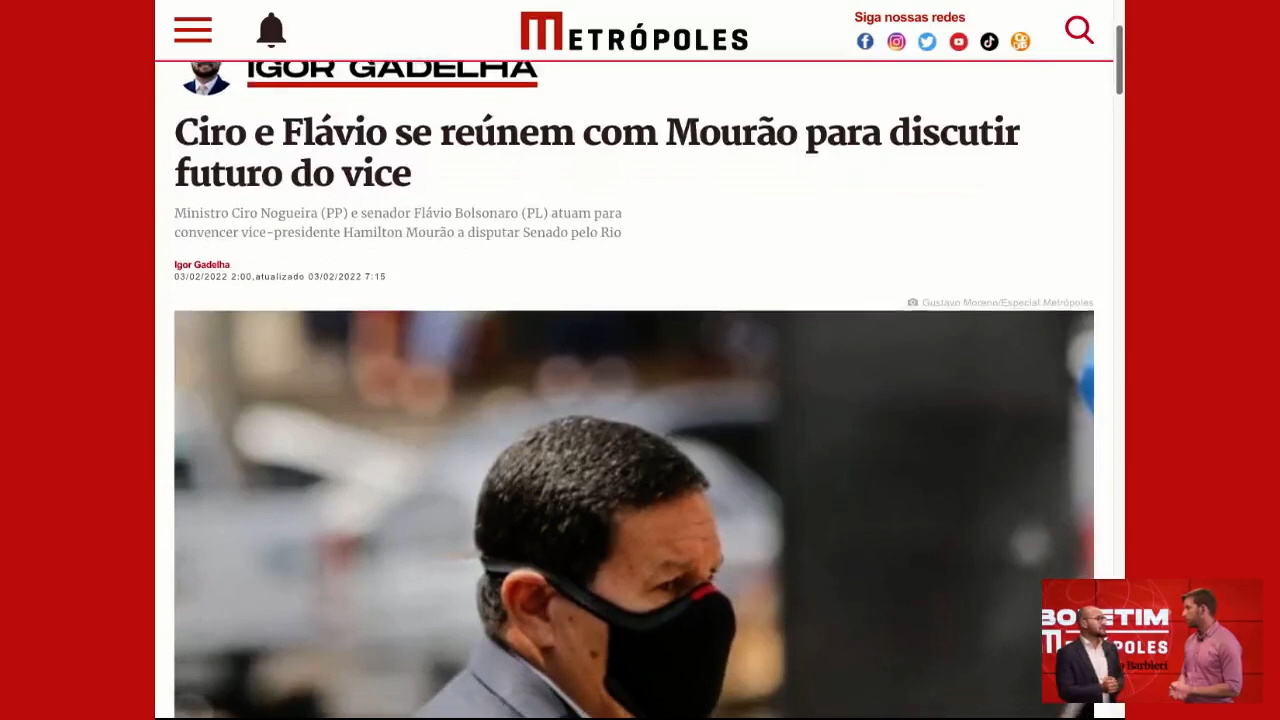 METRÓPOLES
Siga nossas redes
IGOR GADELHA
Ciro e Flávio se reúnem com Mourão para discutir
futuro do vice
Ministro Ciro Nogueira (PP) e senador Flávio Bolsonaro (PL) atuam para
convencer vice-presidente Hamilton Mourão a disputar Senado pelo Rio
Igor Gadelha
03/02/2022 2:00,atualizado 03/02/2022 7:15
Gustavo Moreno/Especial Metrópoles
BOLETIM
M POLES
o Barbieri